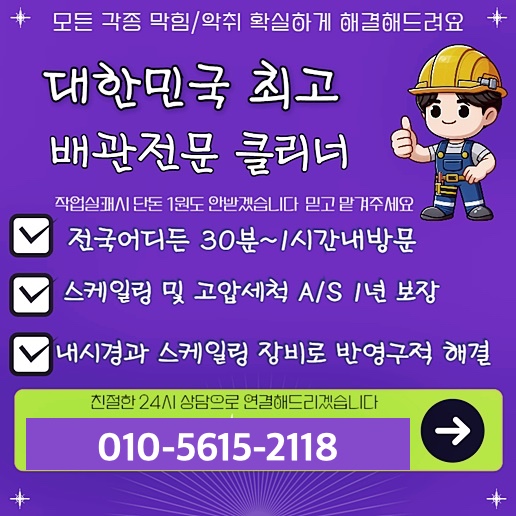 모든 각종 막힘/악취 확실하게 해결해드려요
대한민국 최고
배관전문 클리너
작업실패시 단돈 1원도 안받겠습니다 믿고 맡겨주세요
전국어디든 30분~1시간내방문
스케일링 및 고압세척 A/S 1년 보장
내시경과 스케일링 장비로 반영구적 해결
친절한 24시 상담으로 연결해드리겠습니다
010-5615-2118